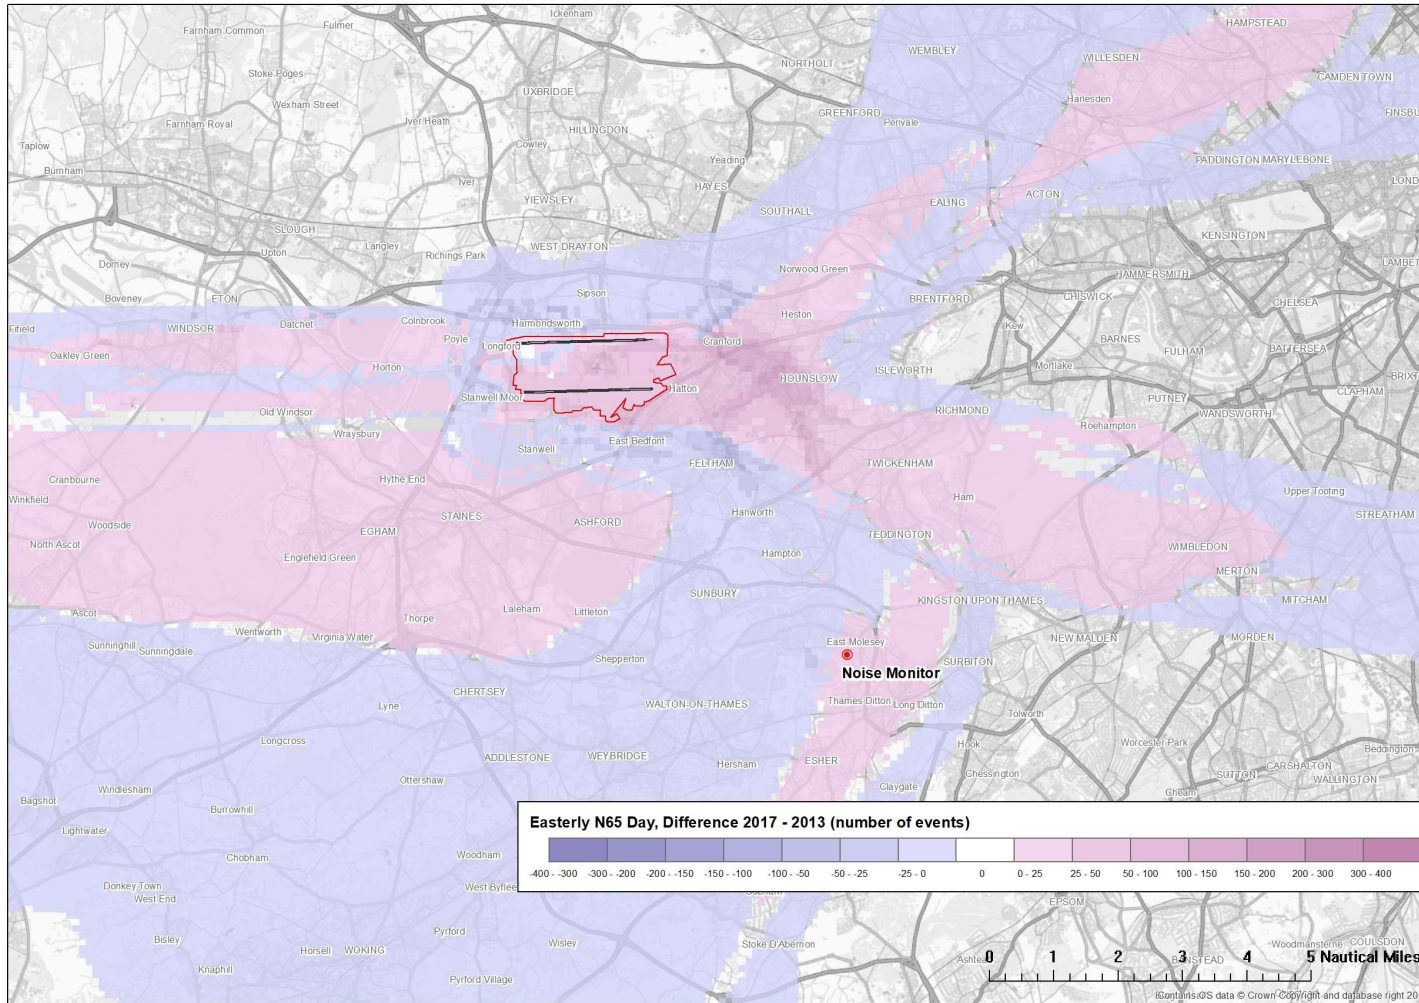 Ickenham
Fulmer
HAMPSTEAD
Farnham Common
WEMBLEY
WILLESDEN
NORTHOLT
Stoke Poges
CAMDEN TOWN
UXBRIDGE
Harlesden
Wexham Street
GREENFORD
Iver Heath
Perivale
Farnham Royal
HILLINGDON
Taplow
Cowley
Yeading
PADDINGTON
MARYLEBONE
Burnham
Iver
HAYES
ACTON
YIEWSLEY
EALING
SOUTHALL
SLOUGH
KENSINGTON
Langley
WEST DRAYTON
Upton
Richings Park
Dorney
Norwood Green
HAMMERSMITH
Sipson
Boveney
ETON
BRENTFORD
CHISWICK
CHELSEA
Heston
Colnbrook
Datchet
Harmondsworth
Fifield
WINDSOR
Kew
Poyle
Cranford
BARNES
Longford
BATTERSEA
Oakley Green
FULHAM
Horton
Mortlake
ISLEWORTH
HOUNSLOW
Hatton
CLAPHAM
Stanwell Moor
PUTNEY
Old Windsor
RICHMOND
WANDSWORTH
Wraysbury
Roehampton
East Bedfont
Stanwell
FELTHAM
TWICKENHAM
Cranbourne
Hythe End
Upper Tooting
Winkfield
Ham
Woodside
Hanworth
STREATHAM
STAINES
ASHFORD
EGHAM
TEDDINGTON
North Ascot
WIMBLEDON
Englefield Green
Hampton
MERTON
SUNBURY
KINGSTON UPON THAMES
MITCHAM
Laleham
Littleton
Ascot
Thorpe
Wentworth
Virginia Water
NEW MALDEN
MORDEN
East Molesey
Sunninghill
Sunningdale
Shepperton
SURBITON
Noise Monitor
CHERTSEY
Thames Ditton
Long Ditton
WALTON-ON-THAMES
Lyne
Tolworth
Longcross
Hook
Worcester Park
Beddington
ADDLESTONE
WEYBRIDGE
ESHER
Hersham
CARSHALTON
Chessington
SUTTON
WALLINGTON
Ottershaw
Windlesham
Claygate
Cheam
Bagshot
Burrowhill
Easterly N65 Day, Difference 2017 - 2013 (number of events)
Lightwater
Chobham
Woodham
-400 - -300 -300 - -200 -200 - -150 -150 - -100 -100 - -50 -50 - -25 -25 - 0 0 0 - 25 25 - 50 50 - 100 100 - 150 150 - 200 200 - 300 300 - 400
Donkey Town
West Byfleet
West End
EPSOM
Pyrford
Bisley
Horsell
WOKING
Wisley
Stoke D'Abernon
Woodmansterne
COULSDON
0 1 2 3 4 5 Nautical Miles
BANSTEAD
Knaphill
Pyrford Village